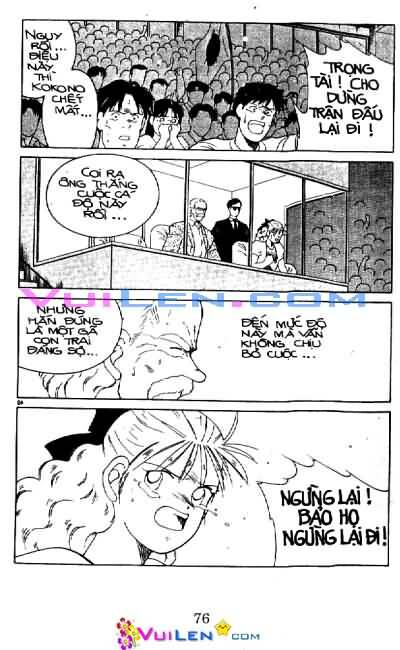 NGUY
RỒI...
ĐIỀU
NÀY
THÌ
KOKONO
CHẾT
MẤT...
TRỌNG
TÀI! CHO
DỪNG
TRẬN ĐẤU
LẠI ĐI!
COI RA
ÔNG THẮNG
CUỘC CÁ
ĐỘ NÀY
RỒI...
VUILEN.COM
NHƯNG
HẮN ĐÚNG
LÀ MỘT GÃ
CON TRAI
ĐÁNG SỢ...
ĐẾN MỨC ĐỘ
NÀY MÀ VẪN
KHÔNG CHỊU
BỎ CUỘC...
NGỪNG LẠI!
BẢO HỌ
NGỪNG LẠI ĐI!
76
VUILEN